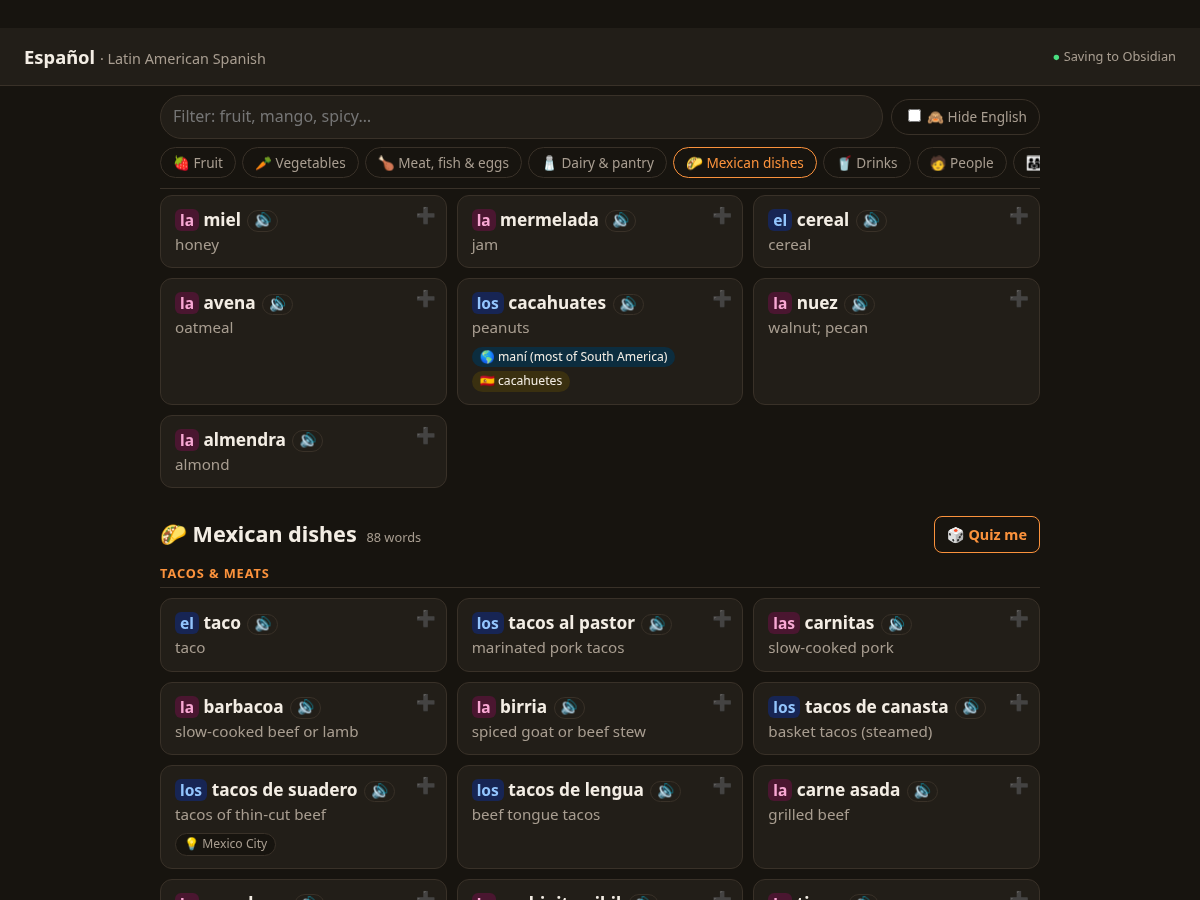 Español · Latin American Spanish
Saving to Obsidian
Filter: fruit, mango, spicy...
Hide English
Fruit
Vegetables
Meat, fish & eggs
Dairy & pantry
Mexican dishes
Drinks
People
la miel
honey
la mermelada
jam
el cereal
cereal
la avena
oatmeal
los cacahuates
peanuts
maní (most of South America)
cacahuetes
la nuez
walnut; pecan
la almendra
almond
Mexican dishes 88 words
Quiz me
TACOS & MEATS
el taco
taco
los tacos al pastor
marinated pork tacos
las carnitas
slow-cooked pork
la barbacoa
slow-cooked beef or lamb
la birria
spiced goat or beef stew
los tacos de canasta
basket tacos (steamed)
los tacos de suadero
tacos of thin-cut beef
Mexico City
los tacos de lengua
beef tongue tacos
la carne asada
grilled beef